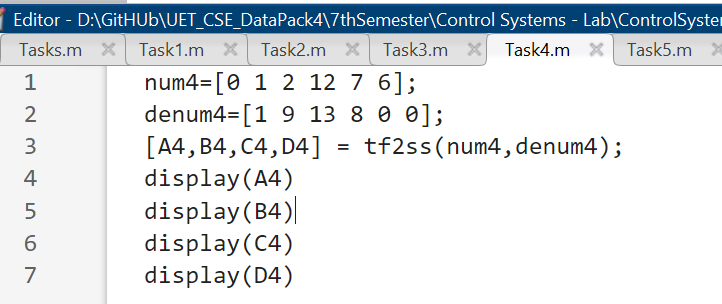 Editor - D:\GitHUb\UET_CSE_DataPack4\7thSemester\Control Systems - Lab\ControlSystem
Tasks.m Task1.m Task2.m Task3.m Task4.m Task5.m
1 num4=[0 1 2 12 7 6];
2 denum4=[1 9 13 8 0 0];
3 [A4,B4,C4,D4] = tf2ss(num4,denum4);
4 display(A4)
5 display(B4)
6 display(C4)
7 display(D4)